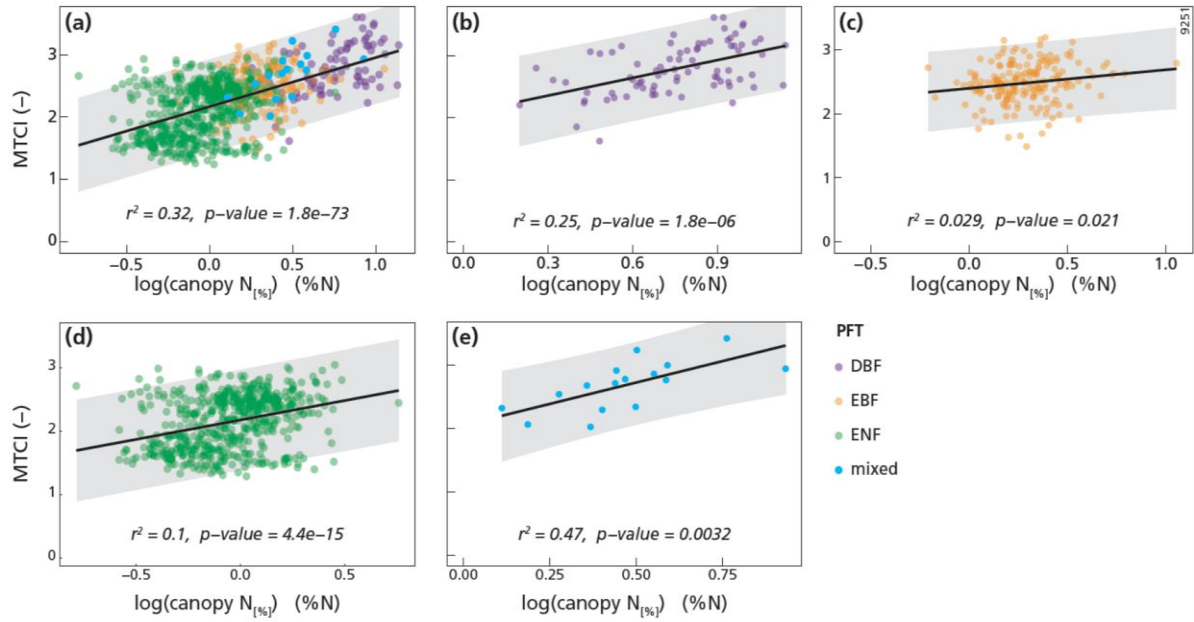 (a)
3
2
1
0
MTCI (−)
r² = 0.32, p−value = 1.8e−73
−0.5 0.0 0.5 1.0
log(canopy N[%]) (%N)
(b)
r² = 0.25, p−value = 1.8e−06
0.0 0.3 0.6 0.9
log(canopy N[%]) (%N)
(c)
9251
3
2
1
0
r² = 0.029, p−value = 0.021
−0.5 0.0 0.5 1.0
log(canopy N[%]) (%N)
(d)
3
2
1
0
MTCI (−)
r² = 0.1, p−value = 4.4e−15
−0.5 0.0 0.5
log(canopy N[%]) (%N)
(e)
r² = 0.47, p−value = 0.0032
0.00 0.25 0.50 0.75
log(canopy N[%]) (%N)
PFT
DBF
EBF
ENF
mixed